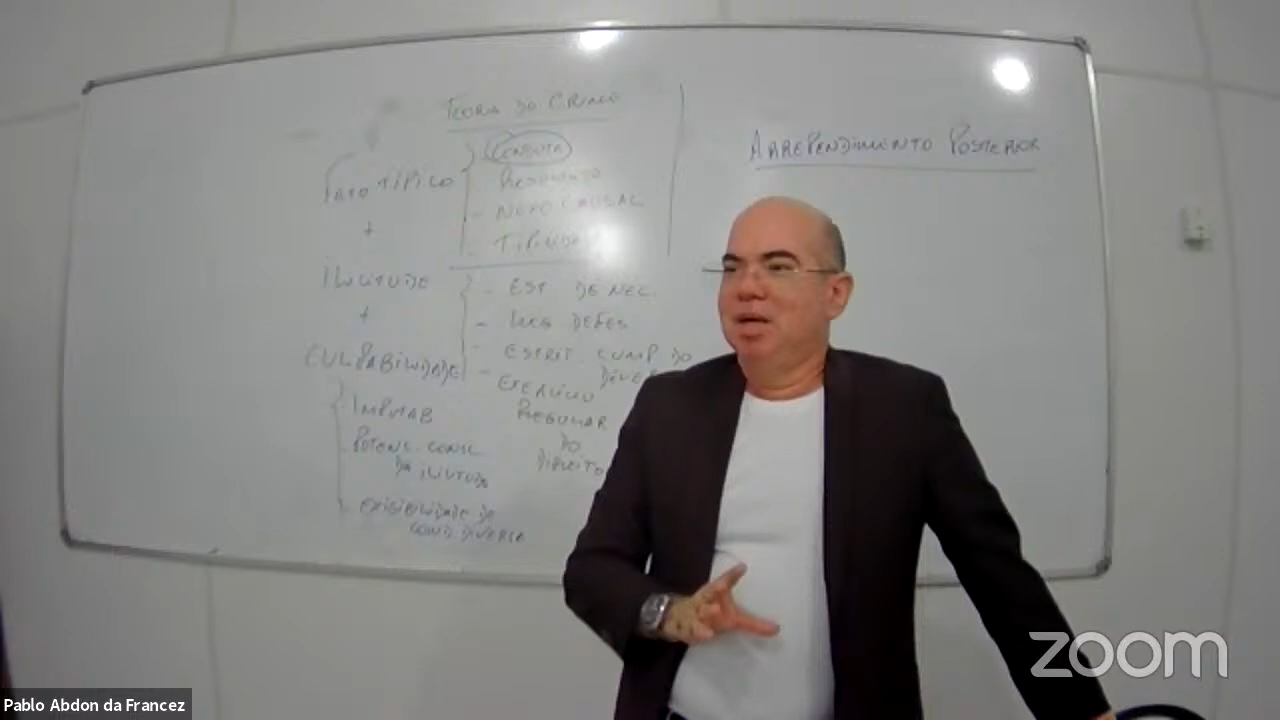 TEORIA DO CRIME
FATO TÍPICO
CONDUTA
RESULTADO
- NEXO CAUSAL
+
ILICITUDE
- EST. DE NEC.
- LEG DEFES
+
- ESTRIT. CUMP DO
DEVER
CULPABILIDADE
- EXERCÍCIO
REGULAR
DO
DIREITO
- IMPUTAB
- POTENC. CONSC
DA ILICITUDE
- EXIGIBILIDADE DE
COND. DIVERSA
ARREPENDIMENTO POSTERIOR
zoom
Pablo Abdon da Francez